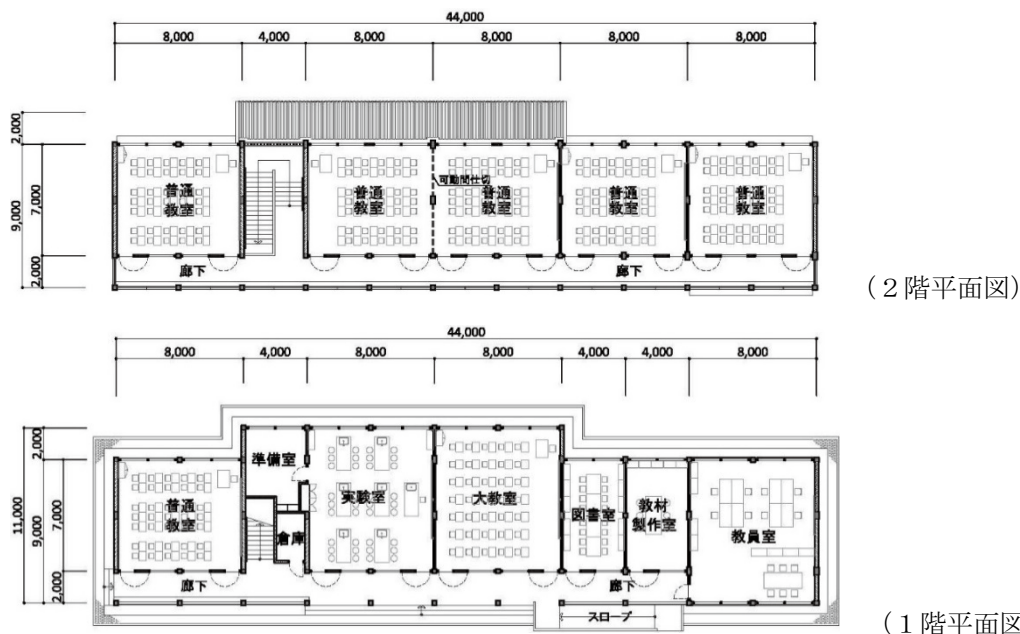 44,000
8,000 4,000 8,000 8,000 8,000 8,000
2,000
9,000
7,000
2,000
普通
教室
普通
教室
可動間仕切
普通
教室
普通
教室
普通
教室
廊下
廊下
(2階平面図)
44,000
8,000 4,000 8,000 8,000 4,000 4,000 8,000
11,000
2,000
9,000
7,000
2,000
普通
教室
準備室
倉庫
実験室
大教室
図書室
教材
製作室
教員室
廊下
廊下
スロープ
(1階平面図